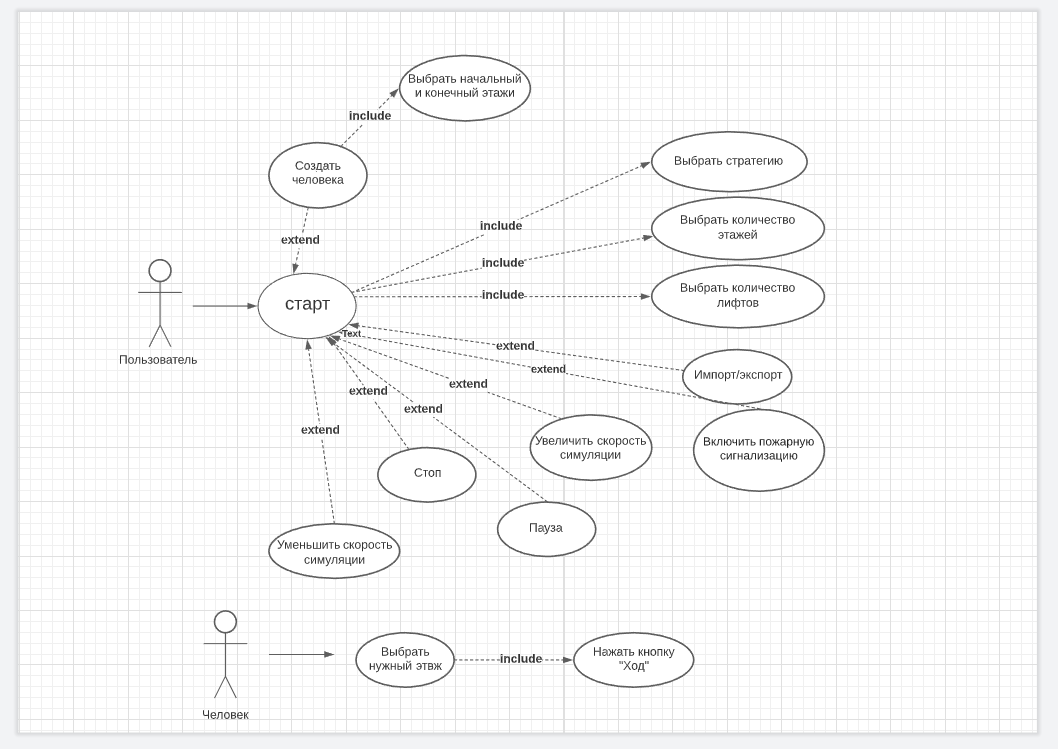 Выбрать начальный
и конечный этажи
include
Создать
человека
Выбрать стратегию
include
Выбрать количество
этажей
extend
include
Выбрать количество
лифтов
include
старт
Text
Пользователь
extend
extend
Импорт/экспорт
extend
extend
extend
extend
Увеличить скорость
симуляции
Включить пожарную
сигнализацию
Стоп
Пауза
Уменьшить скорость
симуляции
Выбрать
нужный этвж
include
Нажать кнопку
"Ход"
Человек